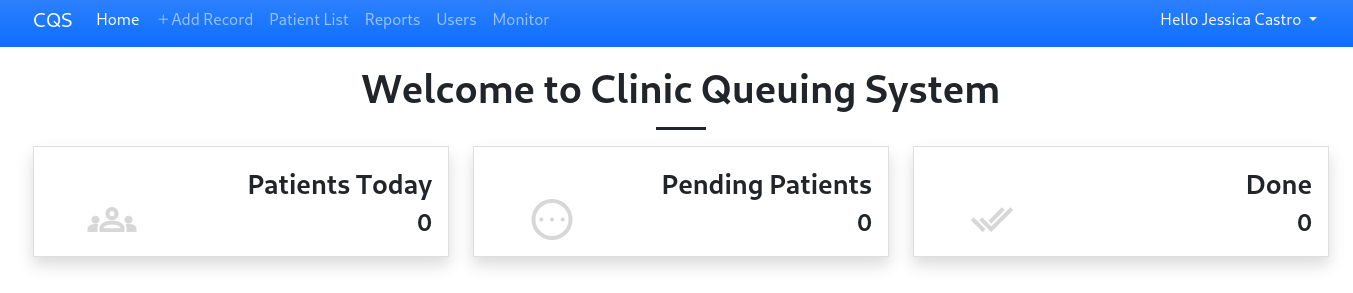 CQS Home + Add Record Patient List Reports Users Monitor Hello Jessica Castro
Welcome to Clinic Queuing System
Patients Today
0
Pending Patients
0
Done
0